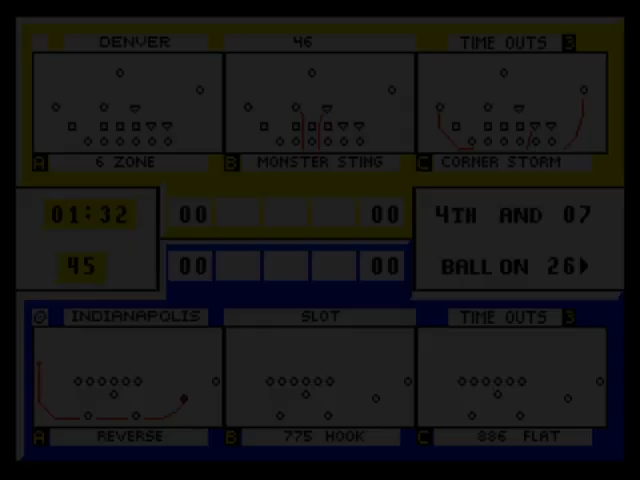 DENVER 46 TIME OUTS 3
A 6 ZONE B MONSTER STING C CORNER STORM
01:32 00 00 4TH AND 07
45 00 00 BALL ON 26
INDIANAPOLIS SLOT TIME OUTS 3
A REVERSE B 775 HOOK C 886 FLAT